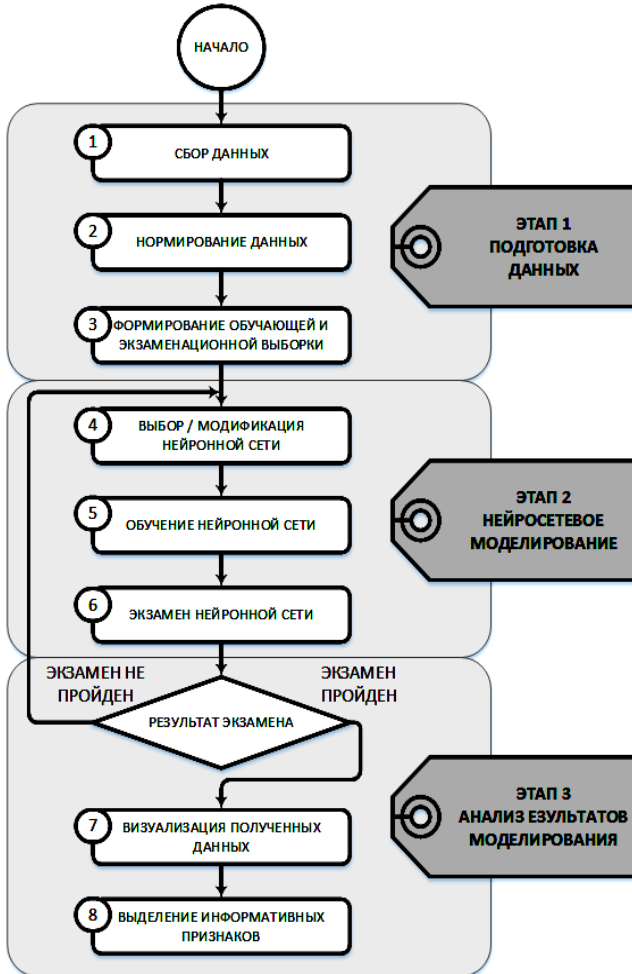 НАЧАЛО
1
СБОР ДАННЫХ
2
НОРМИРОВАНИЕ ДАННЫХ
ЭТАП 1
ПОДГОТОВКА
ДАННЫХ
3
ФОРМИРОВАНИЕ ОБУЧАЮЩЕЙ И
ЭКЗАМЕНАЦИОННОЙ ВЫБОРКИ
4
ВЫБОР / МОДИФИКАЦИЯ
НЕЙРОННОЙ СЕТИ
5
ОБУЧЕНИЕ НЕЙРОННОЙ СЕТИ
ЭТАП 2
НЕЙРОСЕТЕВОЕ
МОДЕЛИРОВАНИЕ
6
ЭКЗАМЕН НЕЙРОННОЙ СЕТИ
ЭКЗАМЕН НЕ
ПРОЙДЕН
ЭКЗАМЕН
ПРОЙДЕН
РЕЗУЛЬТАТ ЭКЗАМЕНА
7
ВИЗУАЛИЗАЦИЯ ПОЛУЧЕННЫХ
ДАННЫХ
ЭТАП 3
АНАЛИЗ ЕЗУЛЬТАТОВ
МОДЕЛИРОВАНИЯ
8
ВЫДЕЛЕНИЕ ИНФОРМАТИВНЫХ
ПРИЗНАКОВ